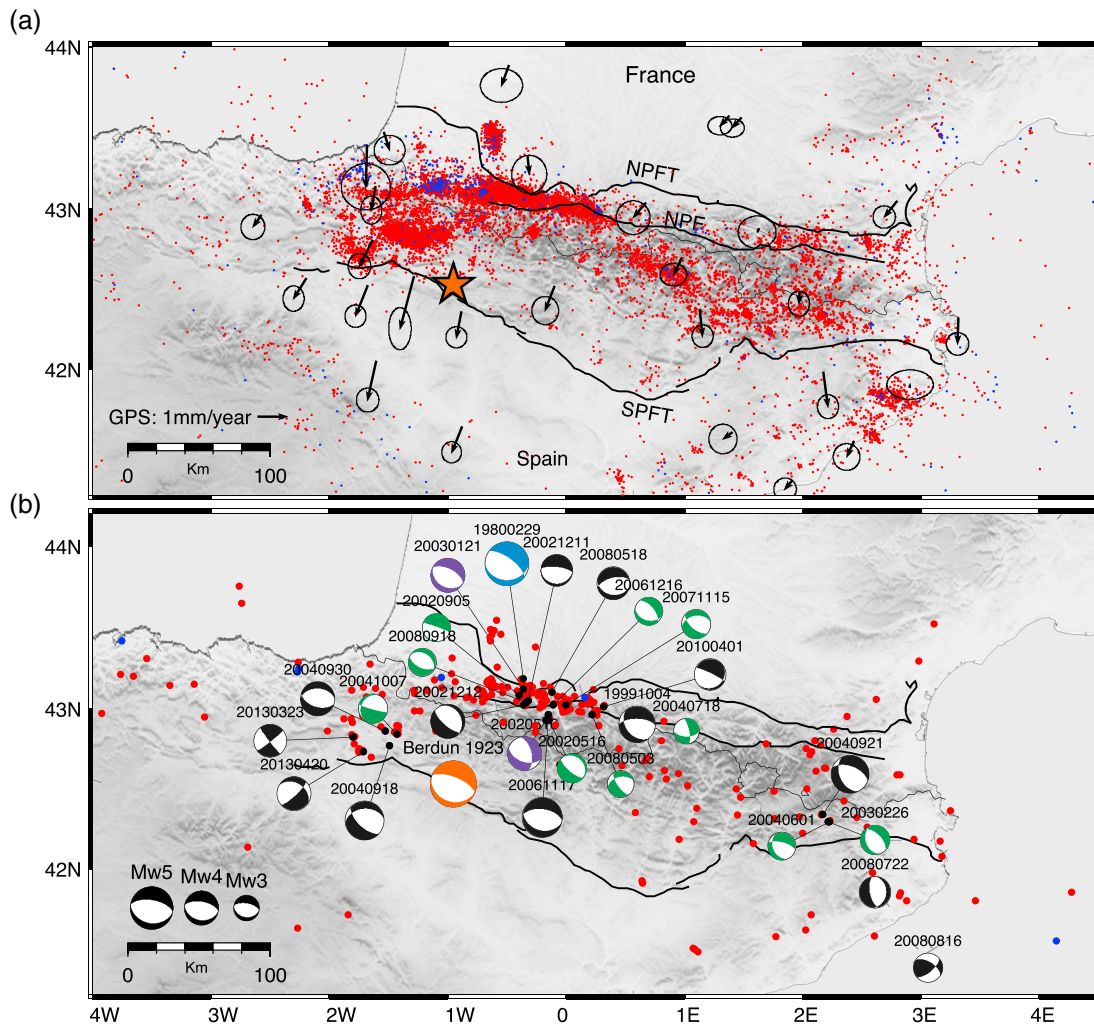 (a)
44N
France
NPFT
43N
NPF
42N
SPFT
GPS: 1mm/year
Spain
0
100
Km
(b)
19800229
20030121
20021211
44N
20080518
20061216
20071115
20020905
20080918
20100401
20040930
20041007
19991004
20021212
20040718
43N
20130323
Berdun 1923
20020516
20040921
20130420
20080503
20040918
20061117
20030226
20040601
42N
20080722
Mw5
Mw4
Mw3
20080816
0
100
Km
4W
3W
2W
1W
0
1E
2E
3E
4E